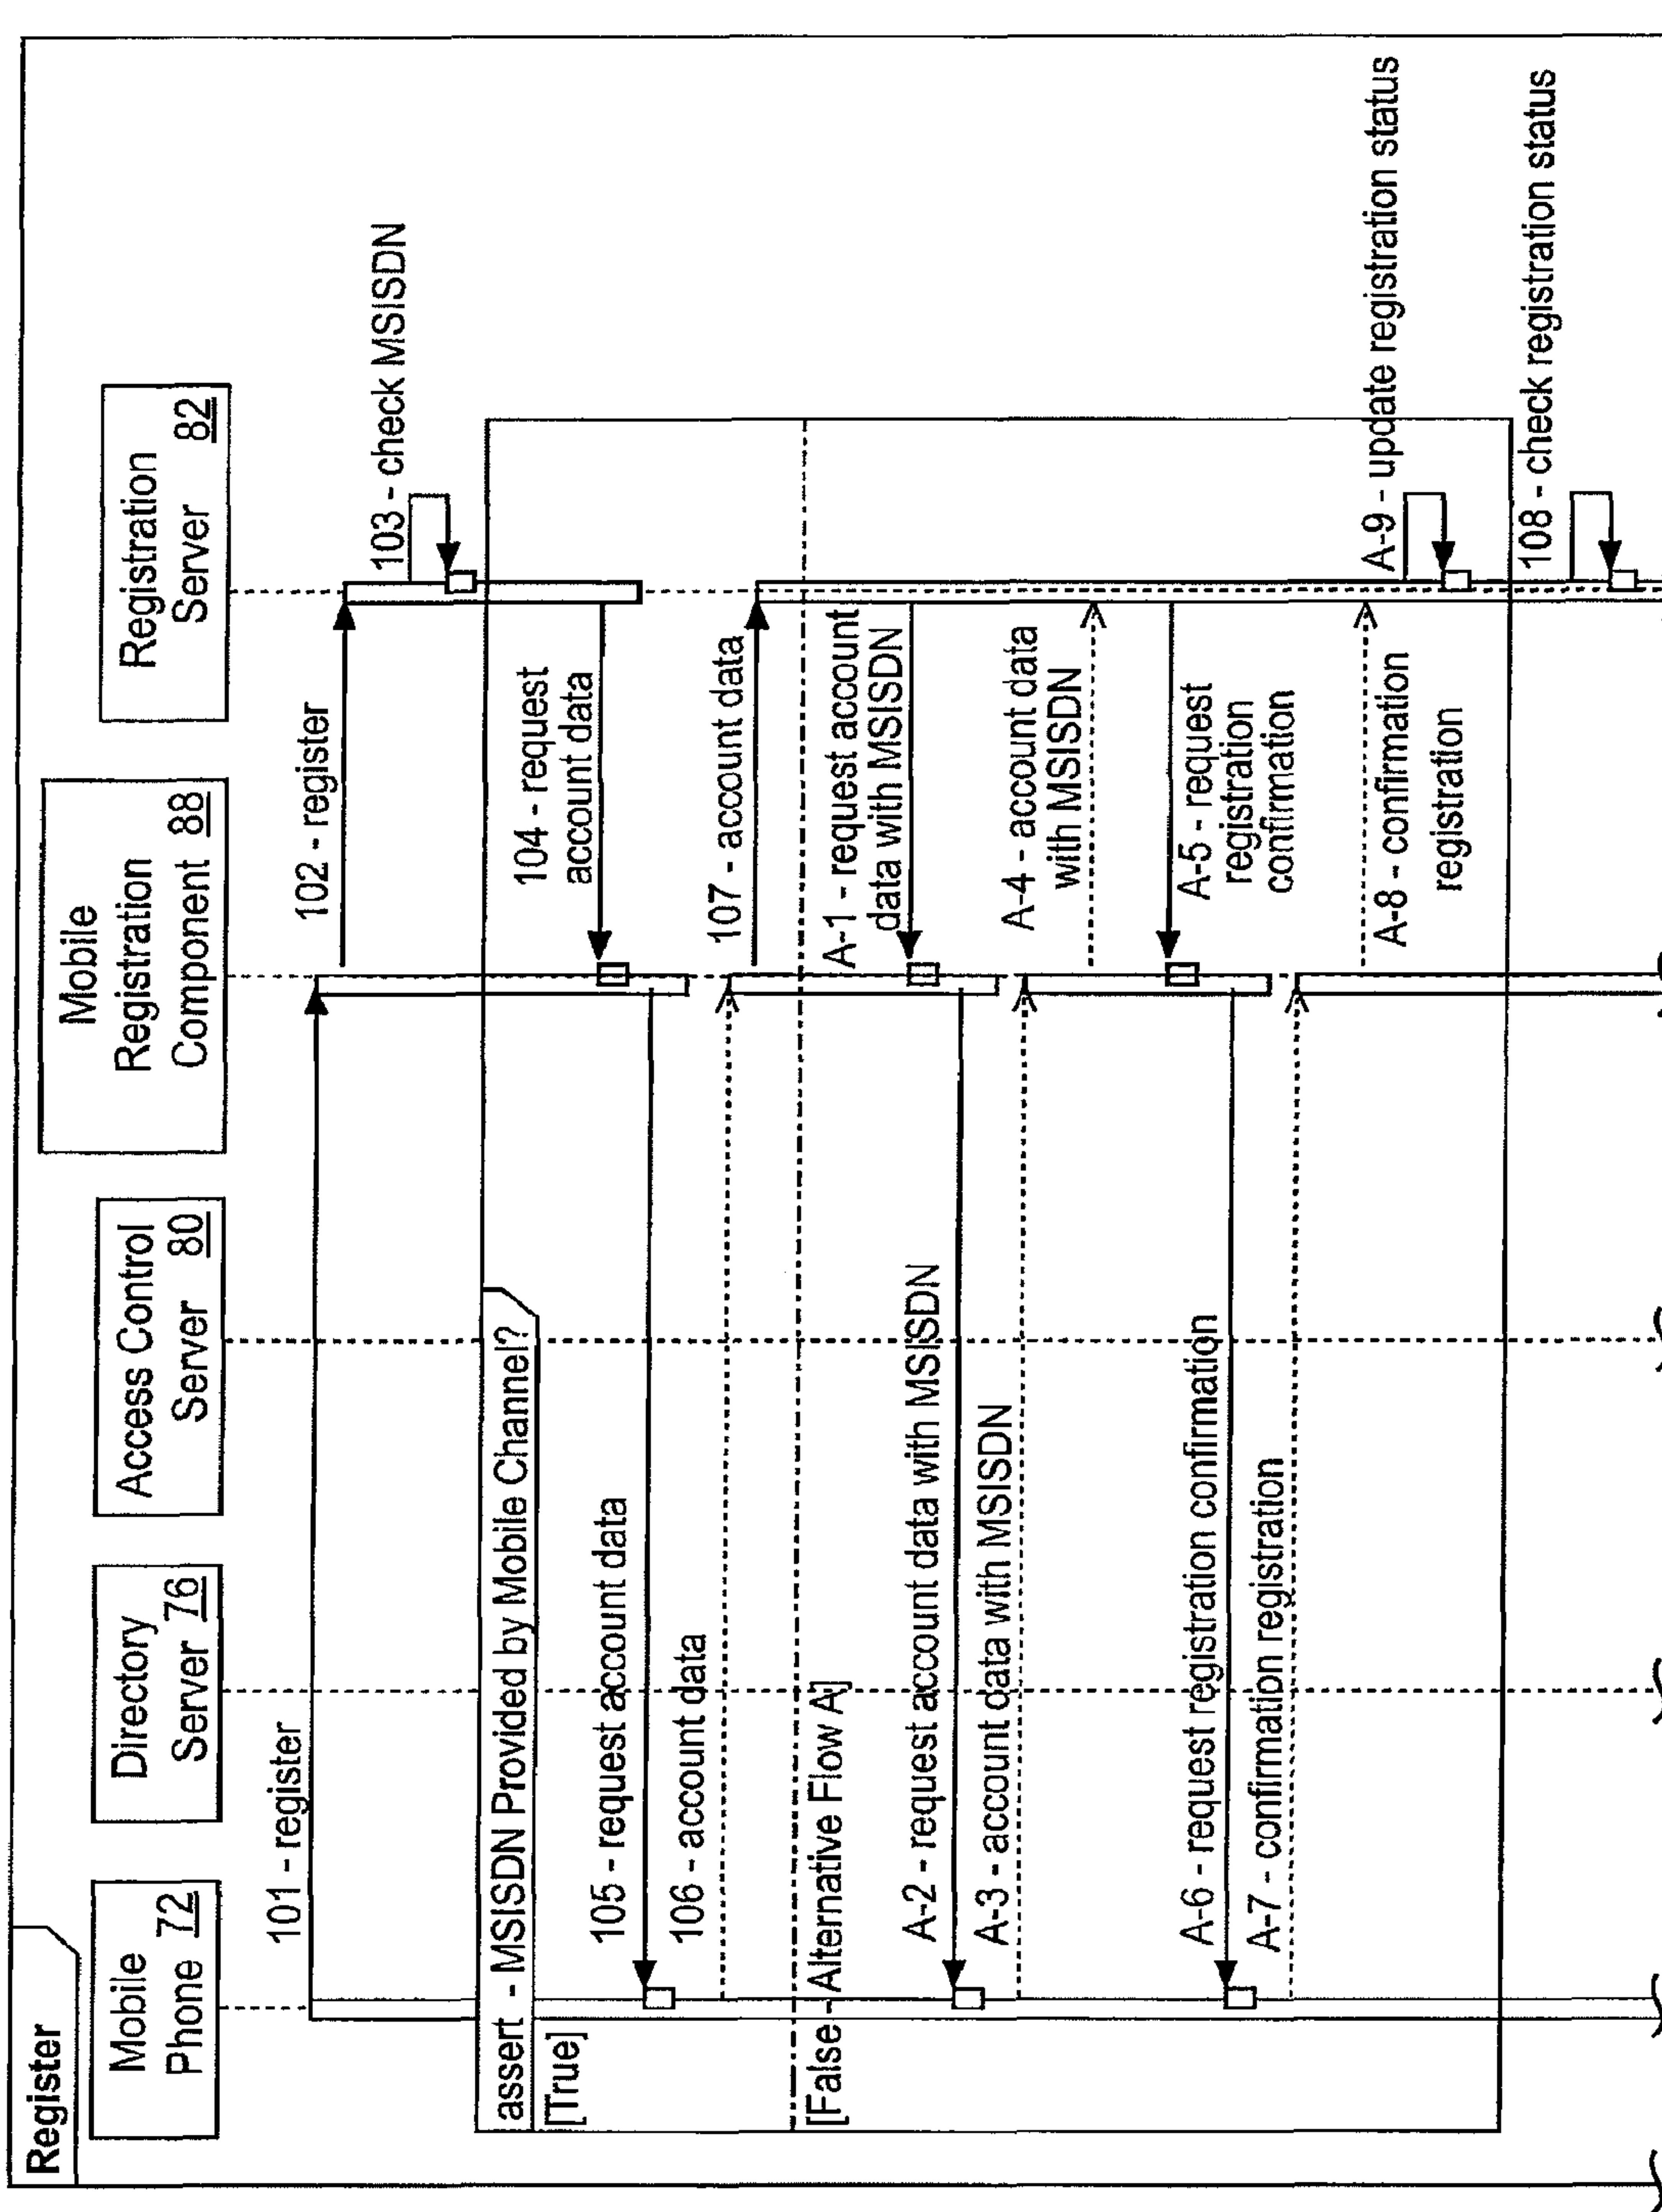 Register
Mobile
Phone 72
Directory
Server 76
Access Control
Server 80
Mobile
Registration
Component 88
Registration
Server 82
101 - register
102 - register
103 - check MSISDN
assert - MSISDN Provided by Mobile Channel?
[True]
104 - request
account data
105 - request account data
106 - account data
107 - account data
[False - Alternative Flow A]
A-1 - request account
data with MSISDN
A-2 - request account data with MSISDN
A-3 - account data with MSISDN
A-4 - account data
with MSISDN
A-5 - request
registration
confirmation
A-6 - request registration confirmation
A-7 - confirmation registration
A-8 - confirmation
registration
A-9 - update registration status
108 - check registration status